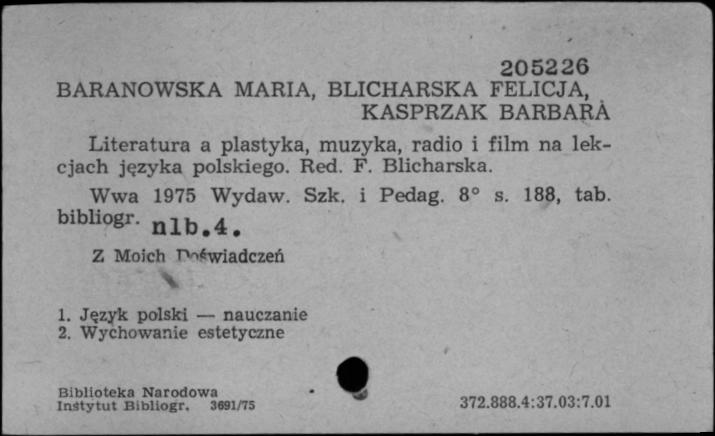 205226
BARANOWSKA MARIA, BLICHARSKA FELICJA,
KASPRZAK BARBARA
Literatura a plastyka, muzyka, radio i film na lek-
cjach języka polskiego. Red. F. Blicharska.
Wwa 1975 Wydaw. Szk. i Pedag. 8° s. 188, tab.
bibliogr. nlb.4.
Z Moich Doświadczeń
1. Język polski — nauczanie
2. Wychowanie estetyczne
Biblioteka Narodowa
Instytut Bibliogr. 3691/75
372.888.4:37.03:7.01